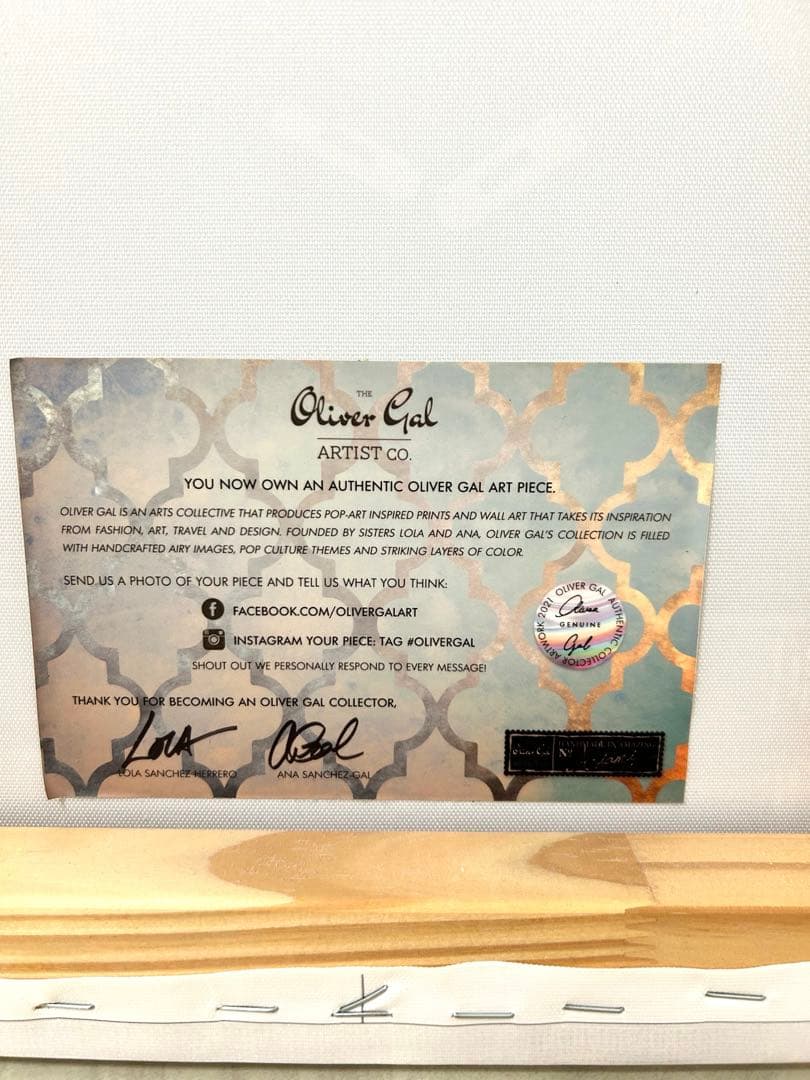 THE
Oliver Gal
ARTIST CO.
YOU NOW OWN AN AUTHENTIC OLIVER GAL ART PIECE.
OLIVER GAL IS AN ARTS COLLECTIVE THAT PRODUCES POP-ART INSPIRED PRINTS AND WALL ART THAT TAKES ITS INSPIRATION
FROM FASHION, ART, TRAVEL AND DESIGN. FOUNDED BY SISTERS LOLA AND ANA, OLIVER GAL'S COLLECTION IS FILLED
WITH HANDCRAFTED AIRY IMAGES, POP CULTURE THEMES AND STRIKING LAYERS OF COLOR.
SEND US A PHOTO OF YOUR PIECE AND TELL US WHAT YOU THINK:
FACEBOOK.COM/OLIVERGALART
INSTAGRAM YOUR PIECE: TAG #OLIVERGAL
SHOUT OUT WE PERSONALLY RESPOND TO EVERY MESSAGE!
OLIVER GAL AUTHENTIC COLLECTOR ARTWORK 2021
GENUINE
Gal
THANK YOU FOR BECOMING AN OLIVER GAL COLLECTOR,
LOLA
LOLA SANCHEZ HERRERO
ANA SANCHEZ-GAL
Oliver Gal
Nº